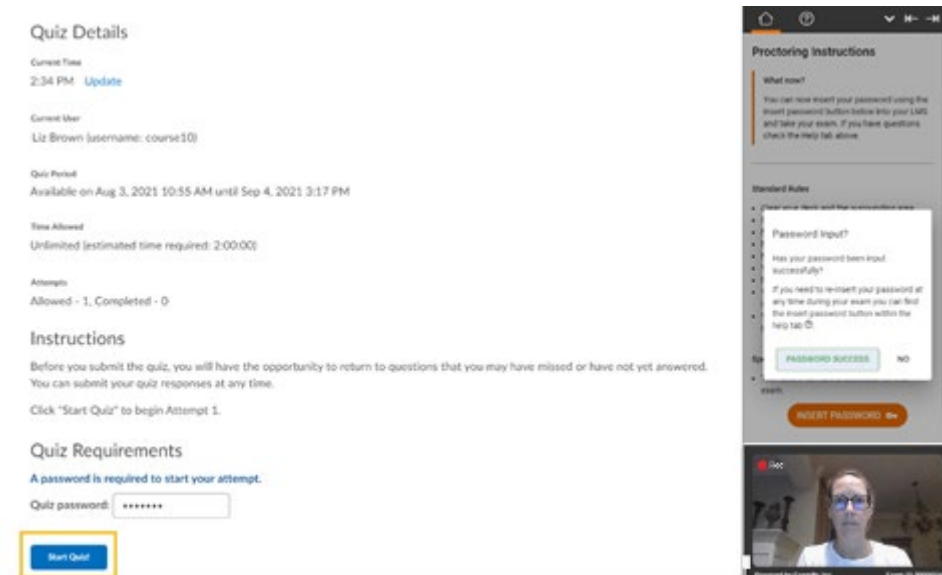 Quiz Details
Current Time
2:34 PM Update
Current User
Liz Brown (username: course10)
Quiz Period
Available on Aug 3, 2021 10:55 AM until Sep 4, 2021 3:17 PM
Time Allowed
Unlimited (estimated time required: 2:00:00)
Attempts
Allowed - 1, Completed - 0
Instructions
Before you submit the quiz, you will have the opportunity to return to questions that you may have missed or have not yet answered.
You can submit your quiz responses at any time.
Click "Start Quiz" to begin Attempt 1.
Quiz Requirements
A password is required to start your attempt.
Quiz password: •••••••
Start Quiz!
Proctoring Instructions
What now?
You can now insert your password using the
insert password button below into your LMS
and take your exam. If you have questions
check the Help tab above.
Standard Rules
Clear your desk and the surrounding area
Password Input?
Has your password been input
successfully?
If you need to re-insert your password at
any time during your exam you can find
the insert password button within the
help tab
PASSWORD SUCCESS NO
exam.
INSERT PASSWORD
Rec